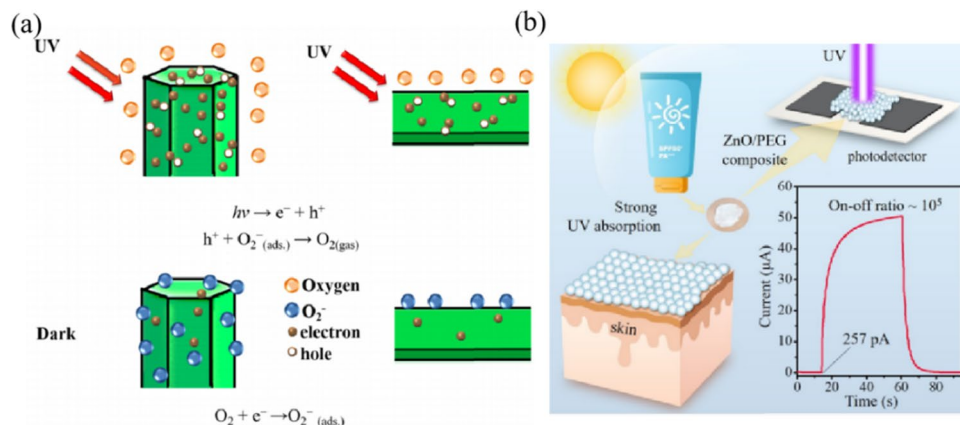 (a)
UV
UV
hν → e⁻ + h⁺
h⁺ + O₂⁻(ads.) → O₂(gas)
Dark
Oxygen
O₂⁻
electron
hole
O₂ + e⁻ → O₂⁻ (ads.)
(b)
UV
ZnO/PEG
composite
photodetector
Strong
UV absorption
skin
On-off ratio ~ 10⁵
257 pA
Current (μA)
60
50
40
30
20
10
0
0 20 40 60 80
Time (s)